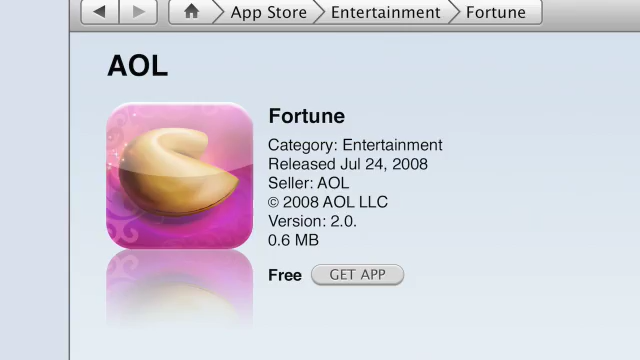 App Store Entertainment Fortune
AOL
Fortune
Category: Entertainment
Released Jul 24, 2008
Seller: AOL
© 2008 AOL LLC
Version: 2.0.
0.6 MB
Free GET APP